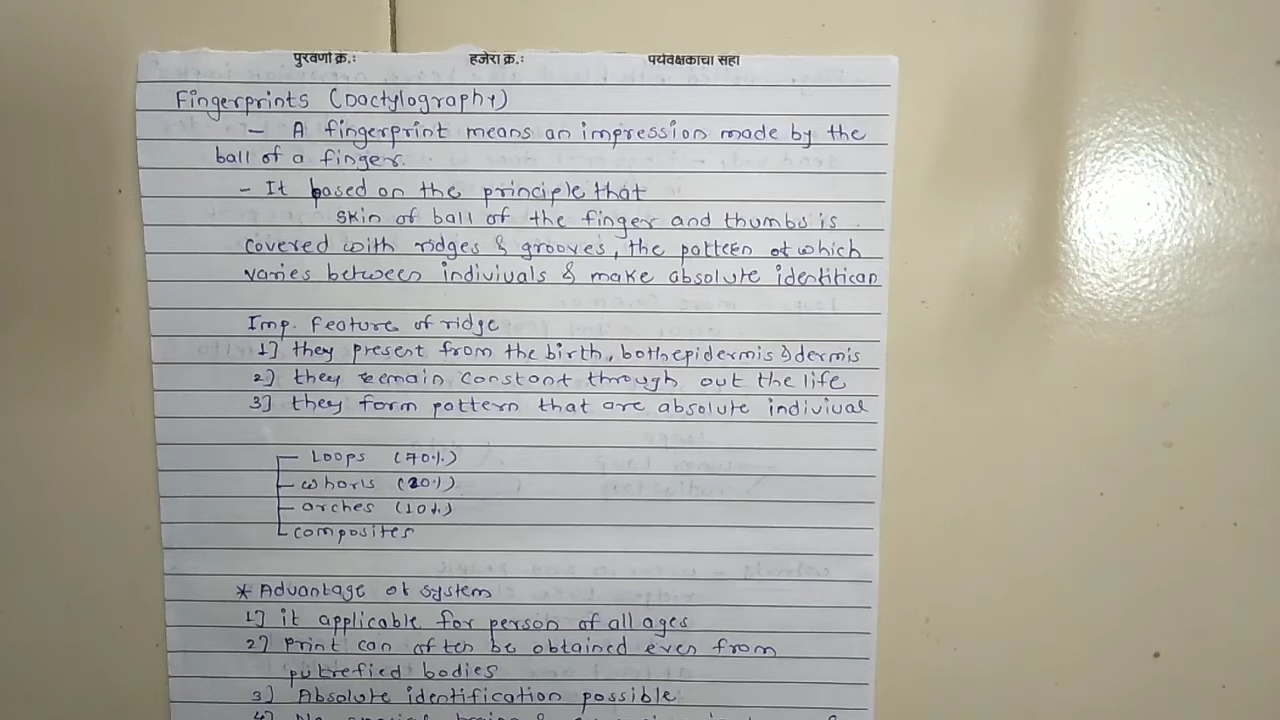 पुरवणी क्र.: हजेरी क्र.: पर्यवेक्षकाची सही
Fingerprints (Dactylography)
- A fingerprint means an impression made by the
ball of a finger.
- It based on the principle that
skin of ball of the finger and thumbs is
covered with ridges & grooves, the pattern of which
varies between indiviuals & make absolute identifican
Imp. Feature of ridge
1] they present from the birth, both epidermis & dermis
2] they remain constant through out the life
3] they form pattern that are absolute indiviual
Loops (70%)
whorls (20%)
arches (10%)
composites
* Advantage of system
1] it applicable for person of all ages
2] Print can often be obtained even from
putrefied bodies
3] Absolute identification possible
4] No special